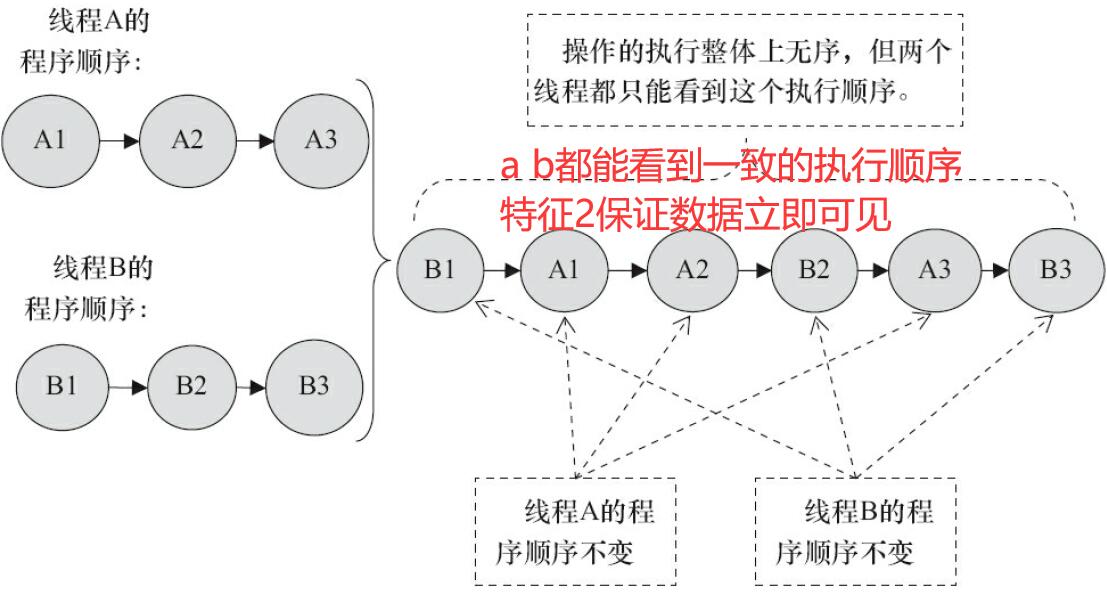 线程A的
程序顺序：
A1
A2
A3
线程B的
程序顺序：
B1
B2
B3
操作的执行整体上无序，但两个
线程都只能看到这个执行顺序。
a b都能看到一致的执行顺序
特征2保证数据立即可见
B1
A1
A2
B2
A3
B3
线程A的程
序顺序不变
线程B的程
序顺序不变